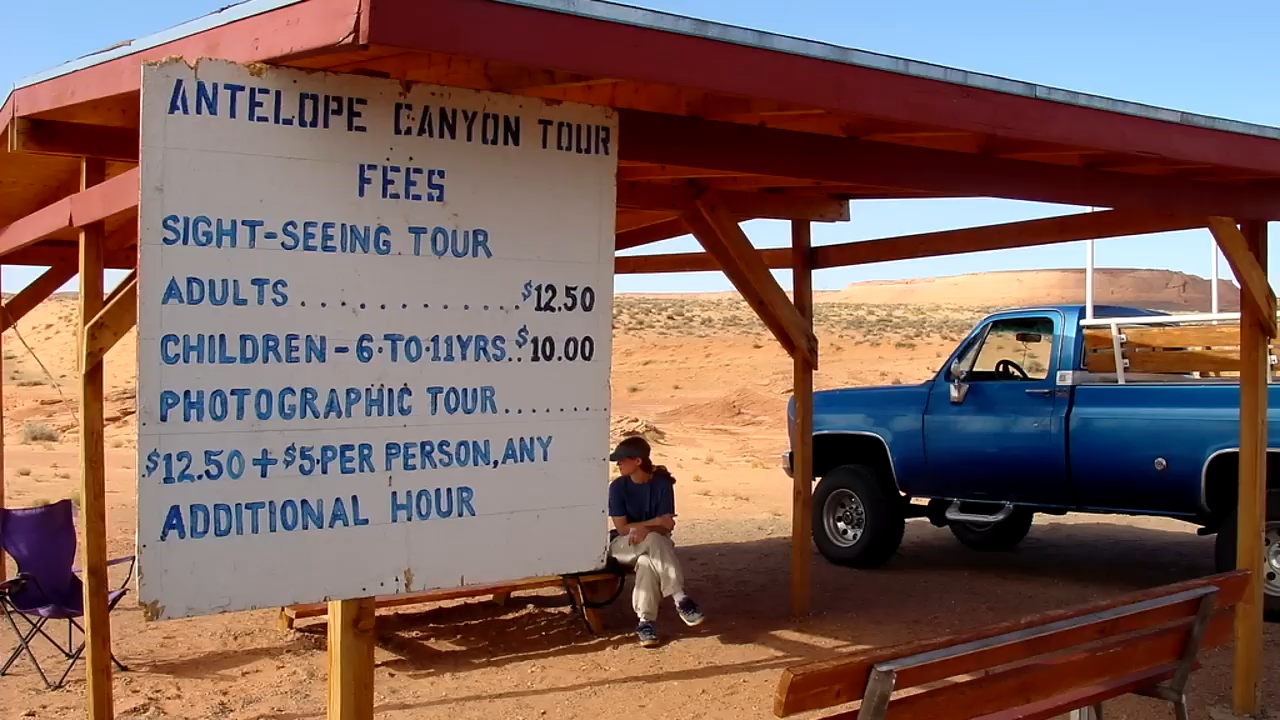 ANTELOPE CANYON TOUR
FEES
SIGHT-SEEING TOUR
ADULTS............$12.50
CHILDREN-6·TO·11YRS..$10.00
PHOTOGRAPHIC TOUR.......
$12.50+$5·PER PERSON,ANY
ADDITIONAL HOUR